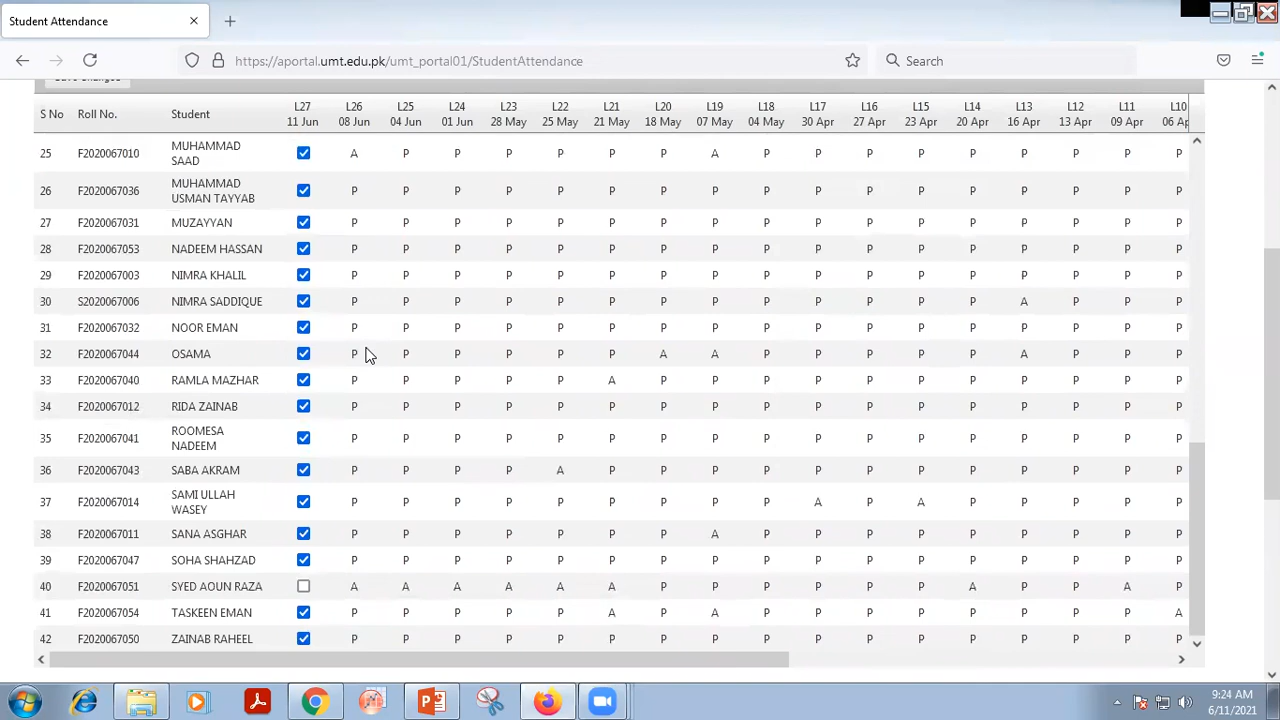 Student Attendance
https://aportal.umt.edu.pk/umt_portal01/StudentAttendance
Search
S No Roll No. Student L27 L26 L25 L24 L23 L22 L21 L20 L19 L18 L17 L16 L15 L14 L13 L12 L11 L10
11 Jun 08 Jun 04 Jun 01 Jun 28 May 25 May 21 May 18 May 07 May 04 May 30 Apr 27 Apr 23 Apr 20 Apr 16 Apr 13 Apr 09 Apr 06 Ap
25 F2020067010 MUHAMMAD SAAD A P P P P P P P A P P P P P P P P P
26 F2020067036 MUHAMMAD USMAN TAYYAB P P P P P P P P P P P P P P P P P
27 F2020067031 MUZAYYAN P P P P P P P P P P P P P P P P P
28 F2020067053 NADEEM HASSAN P P P P P P P P P P P P P P P P P
29 F2020067003 NIMRA KHALIL P P P P P P P P P P P P P P P P P
30 S2020067006 NIMRA SADDIQUE P P P P P P P P P P P P P A P P P
31 F2020067032 NOOR EMAN P P P P P P P P P P P P P P P P P
32 F2020067044 OSAMA P P P P P P A A P P P P P A P P P
33 F2020067040 RAMLA MAZHAR P P P P P A P P P P P P P P P P P
34 F2020067012 RIDA ZAINAB P P P P P P P P P P P P P P P P P
35 F2020067041 ROOMESA NADEEM P P P P P P P P P P P P P P P P P
36 F2020067043 SABA AKRAM P P P P A P P P P P P P P P P P P
37 F2020067014 SAMI ULLAH WASEY P P P P P P P P P A P A P P P P P
38 F2020067011 SANA ASGHAR P P P P P P P A P P P P P P P P P
39 F2020067047 SOHA SHAHZAD P P P P P P P P P P P P P P P P P
40 F2020067051 SYED AOUN RAZA A A A A A A P P P P P P A P P A P
41 F2020067054 TASKEEN EMAN P P P P P A P A P P P P P P P P A
42 F2020067050 ZAINAB RAHEEL P P P P P P P P P P P P P P P P P
9:24 AM
6/11/2021